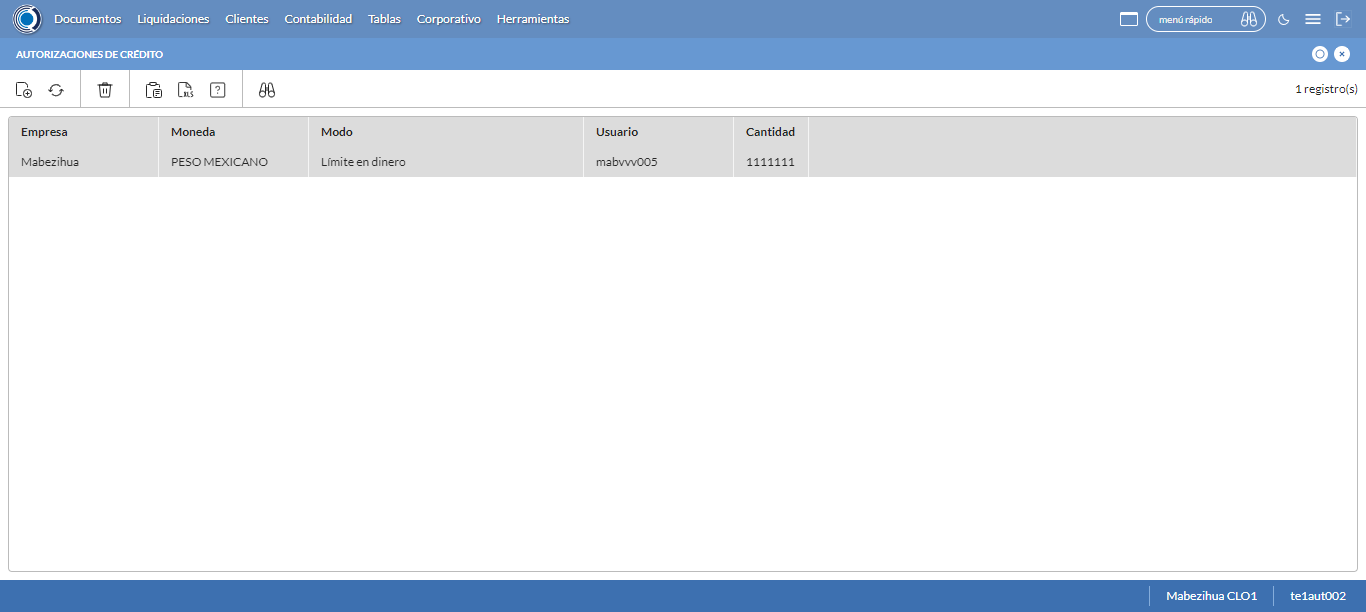 Documentos Liquidaciones Clientes Contabilidad Tablas Corporativo Herramientas menú rápido
AUTORIZACIONES DE CRÉDITO
XLS ? 1 registro(s)
Empresa Moneda Modo Usuario Cantidad
Mabezihua PESO MEXICANO Límite en dinero mabvvv005 1111111
Mabezihua CLO1 te1aut002